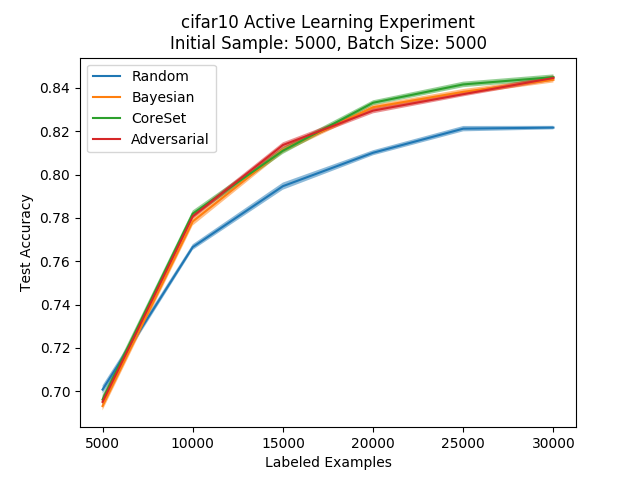 cifar10 Active Learning Experiment
Initial Sample: 5000, Batch Size: 5000
Random
Bayesian
CoreSet
Adversarial
Test Accuracy
0.84
0.82
0.80
0.78
0.76
0.74
0.72
0.70
5000 10000 15000 20000 25000 30000
Labeled Examples